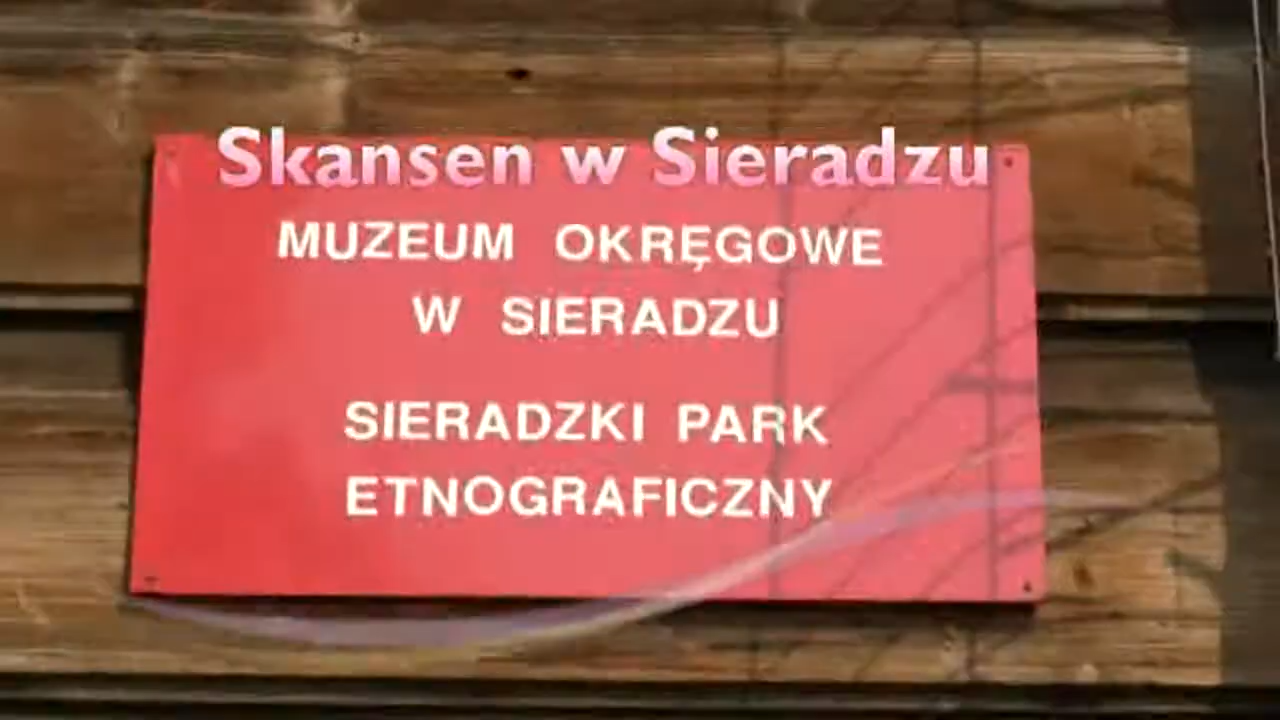 Skansen w Sieradzu
MUZEUM OKRĘGOWE
W SIERADZU
SIERADZKI PARK
ETNOGRAFICZNY